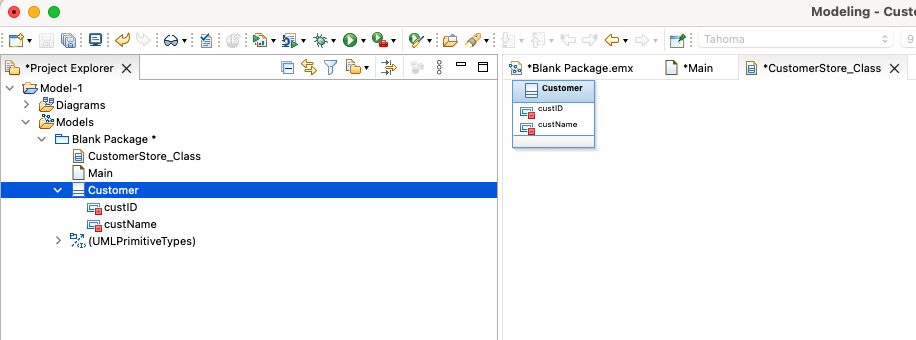 Modeling - Custo
Tahoma
9
*Project Explorer
Model-1
Diagrams
Models
Blank Package *
CustomerStore_Class
Main
Customer
custID
custName
(UMLPrimitiveTypes)
*Blank Package.emx
*Main
*CustomerStore_Class
Customer
custID
custName